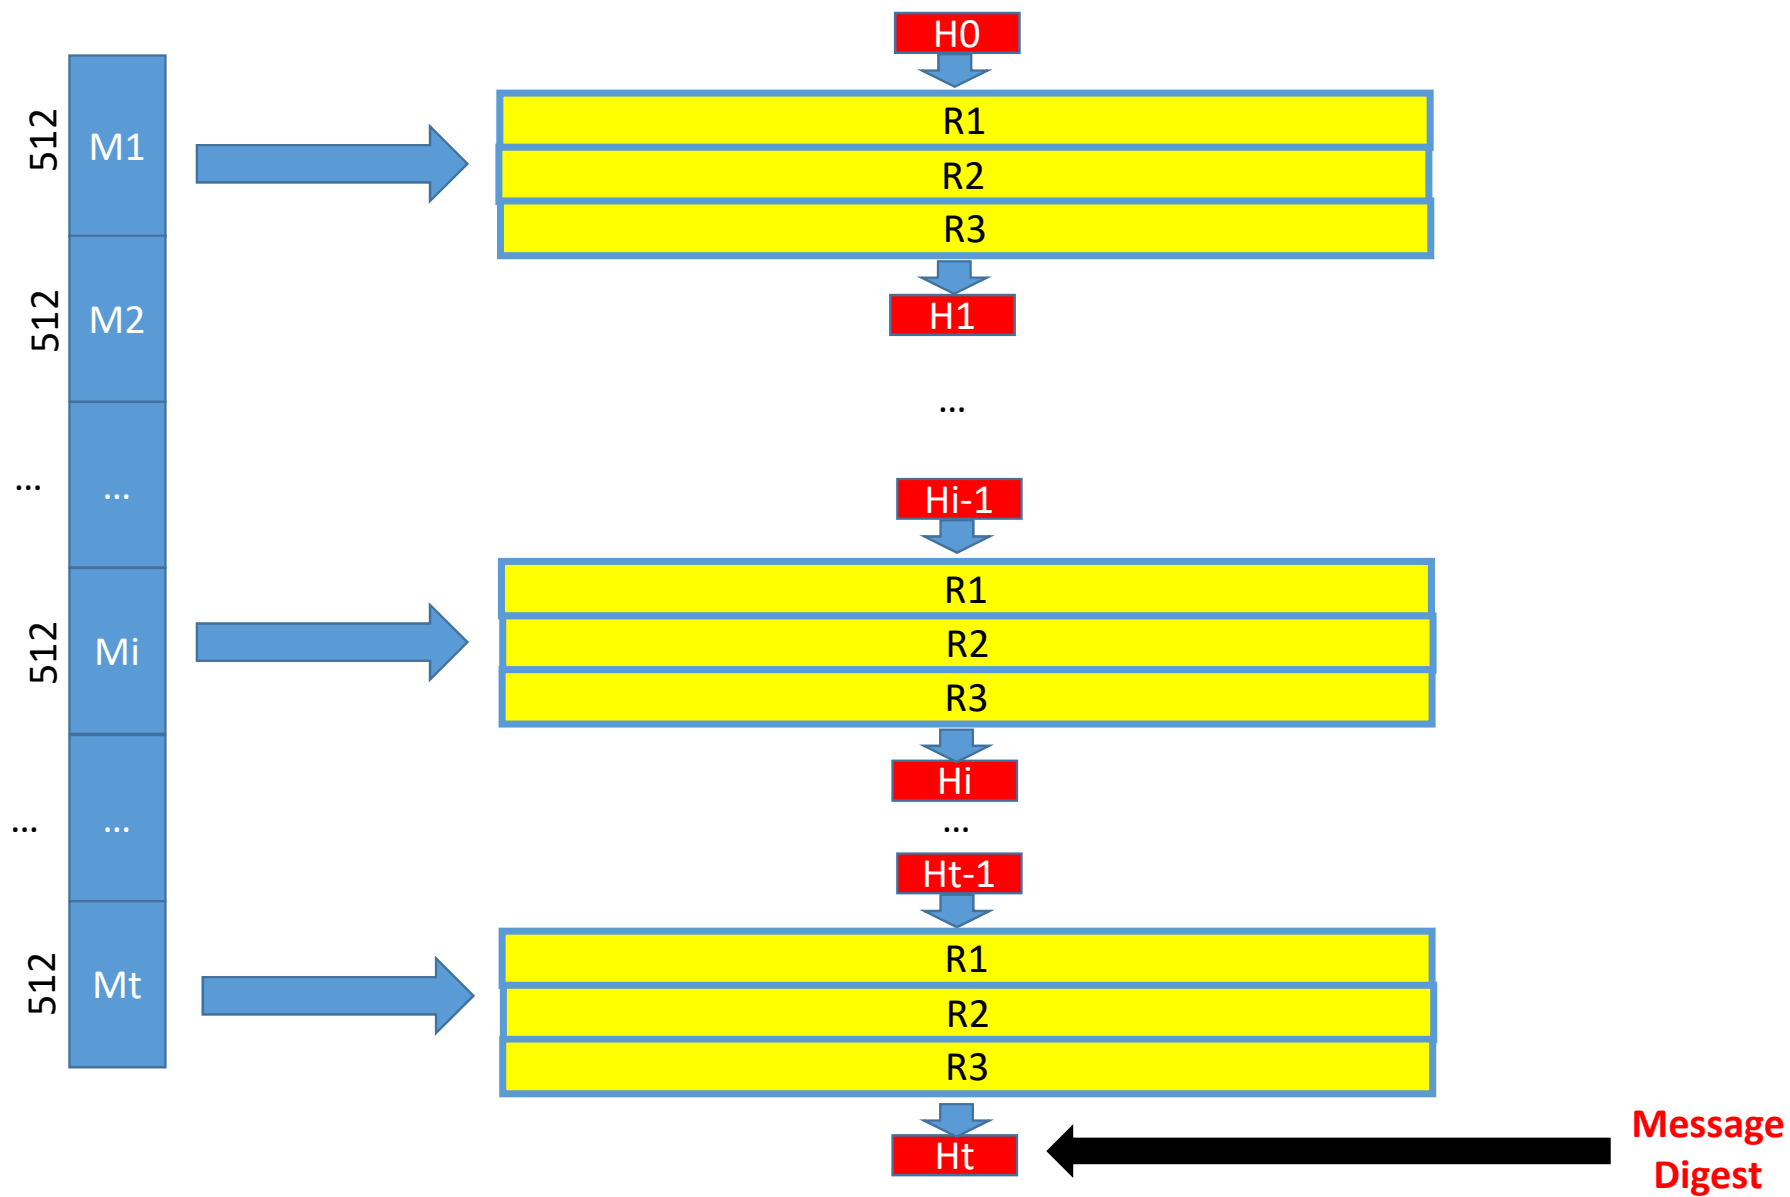 H0
512
M1
R1
R2
R3
512
M2
H1
...
...
...
Hi-1
512
Mi
R1
R2
R3
Hi
...
...
...
Ht-1
512
Mt
R1
R2
R3
Ht
Message
Digest